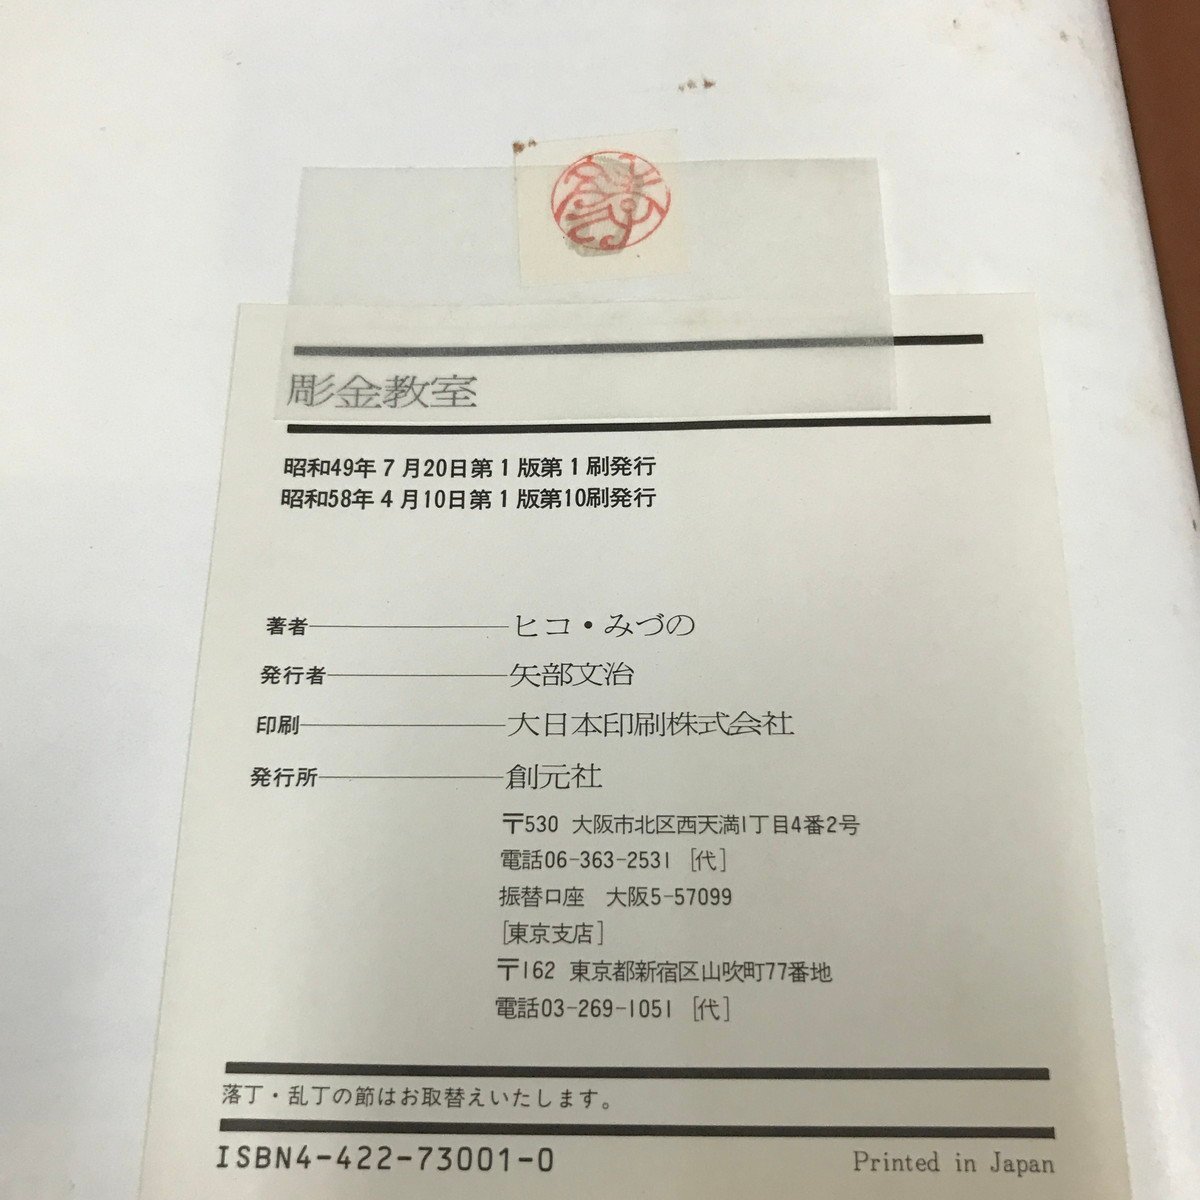 彫金教室
昭和49年7月20日第1版第1刷発行
昭和58年4月10日第1版第10刷発行
著者 ヒコ・みづの
発行者 矢部文治
印刷 大日本印刷株式会社
発行所 創元社
〒530 大阪市北区西天満1丁目4番2号
電話06-363-2531 [代]
振替口座 大阪5-57099
[東京支店]
〒162 東京都新宿区山吹町77番地
電話03-269-1051 [代]
落丁・乱丁の節はお取替えいたします。
ISBN4-422-73001-0 Printed in Japan